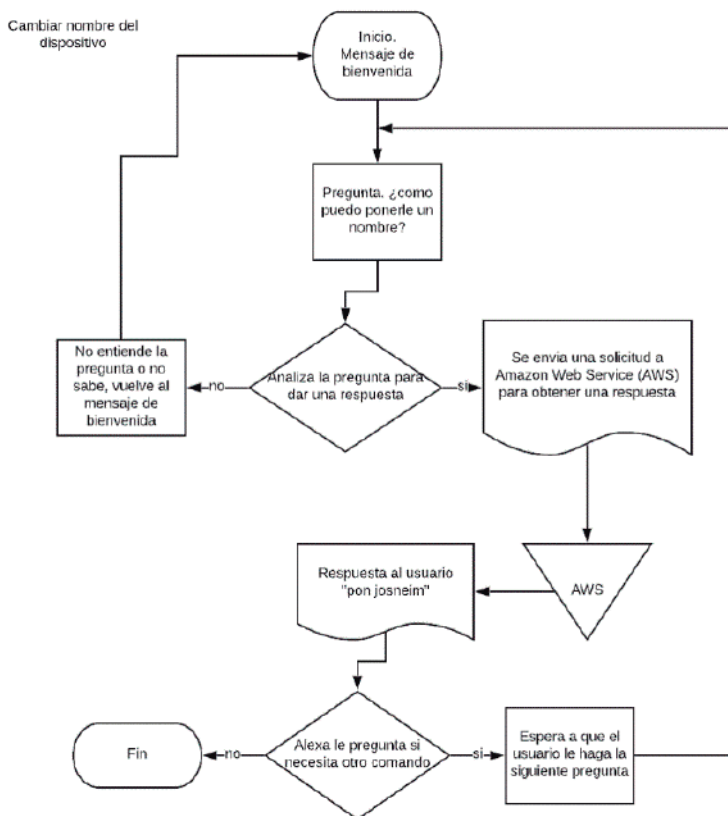 Cambiar nombre del
dispositivo
Inicio.
Mensaje de
bienvenida
Pregunta. ¿como
puedo ponerle un
nombre?
No entiende la
pregunta o no
sabe, vuelve al
mensaje de
bienvenida
no
Analiza la pregunta para
dar una respuesta
si
Se envia una solicitud a
Amazon Web Service (AWS)
para obtener una respuesta
AWS
Respuesta al usuario
"pon josneim"
Fin
no
Alexa le pregunta si
necesita otro comando
si
Espera a que el
usuario le haga la
siguiente pregunta